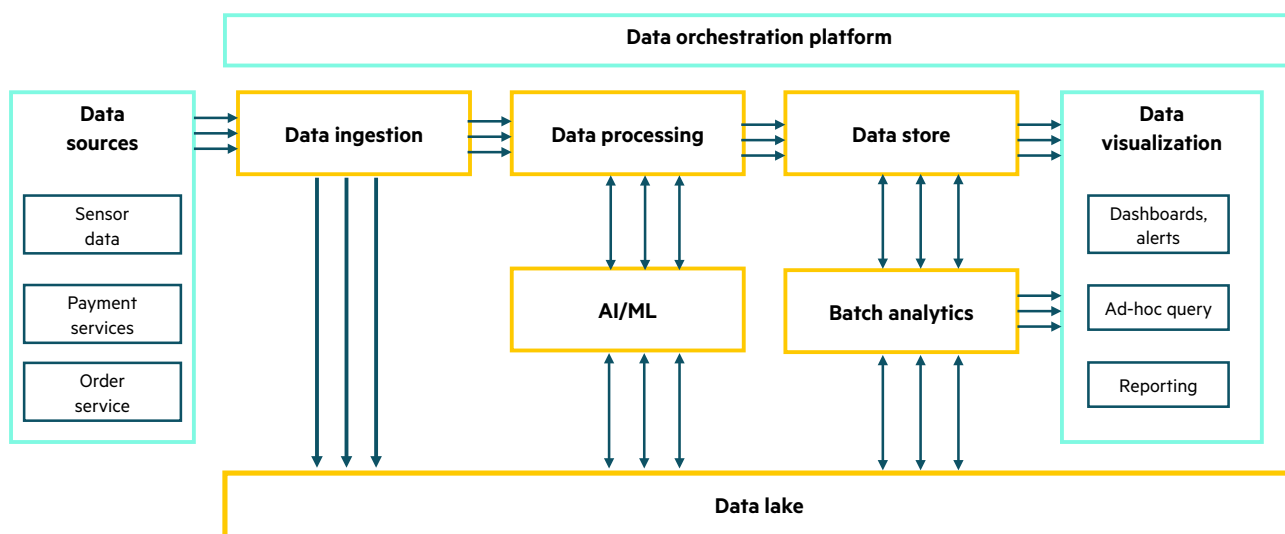 Data orchestration platform
Data
sources
Sensor
data
Payment
services
Order
service
Data ingestion
Data processing
Data store
AI/ML
Batch analytics
Data
visualization
Dashboards,
alerts
Ad-hoc query
Reporting
Data lake